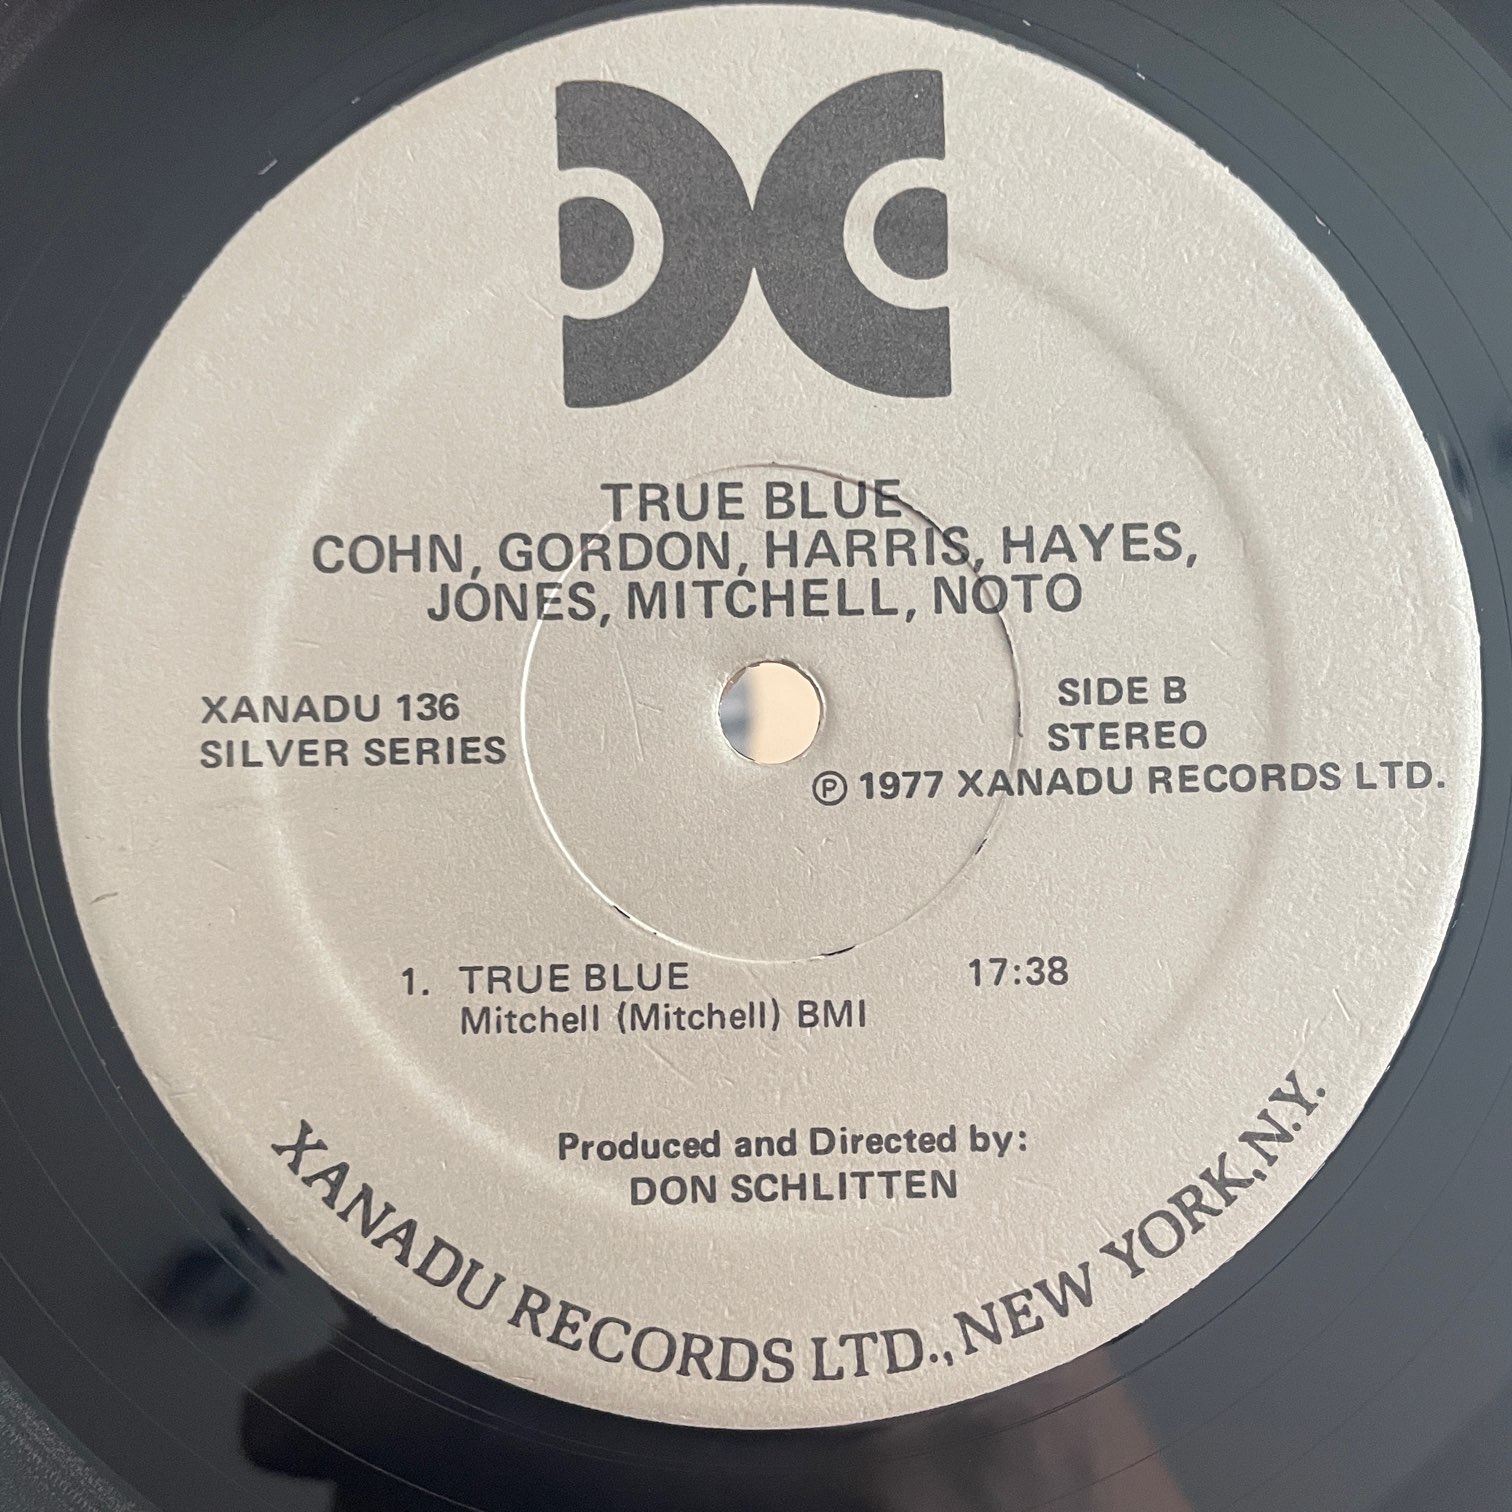 TRUE BLUE
COHN, GORDON, HARRIS, HAYES,
JONES, MITCHELL, NOTO
XANADU 136
SILVER SERIES
SIDE B
STEREO
Ⓟ 1977 XANADU RECORDS LTD.
1. TRUE BLUE 17:38
Mitchell (Mitchell) BMI
Produced and Directed by:
DON SCHLITTEN
XANADU RECORDS LTD., NEW YORK, N.Y.